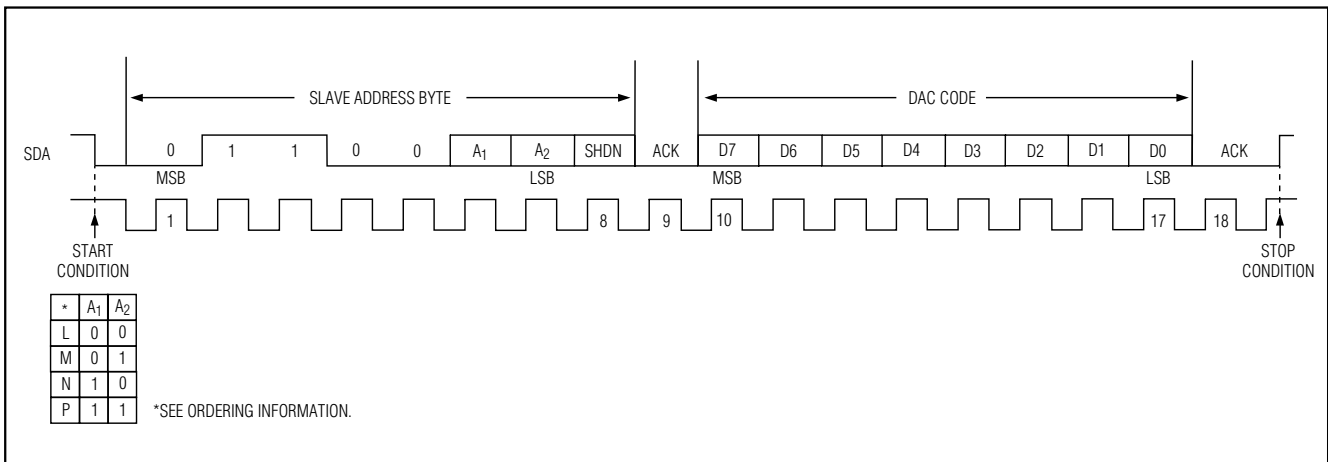 SLAVE ADDRESS BYTE DAC CODE
SDA 0 1 1 0 0 A1 A2 SHDN ACK D7 D6 D5 D4 D3 D2 D1 D0 ACK
MSB LSB MSB LSB
1 8 9 10 17 18
START
CONDITION
STOP
CONDITION
* A1 A2
L 0 0
M 0 1
N 1 0
P 1 1
*SEE ORDERING INFORMATION.